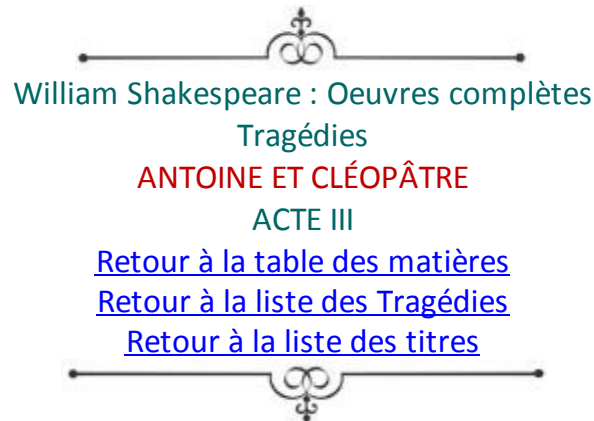 William Shakespeare : Oeuvres complètes
Tragédies
ANTOINE ET CLÉOPÂTRE
ACTE III
Retour à la table des matières
Retour à la liste des Tragédies
Retour à la liste des titres